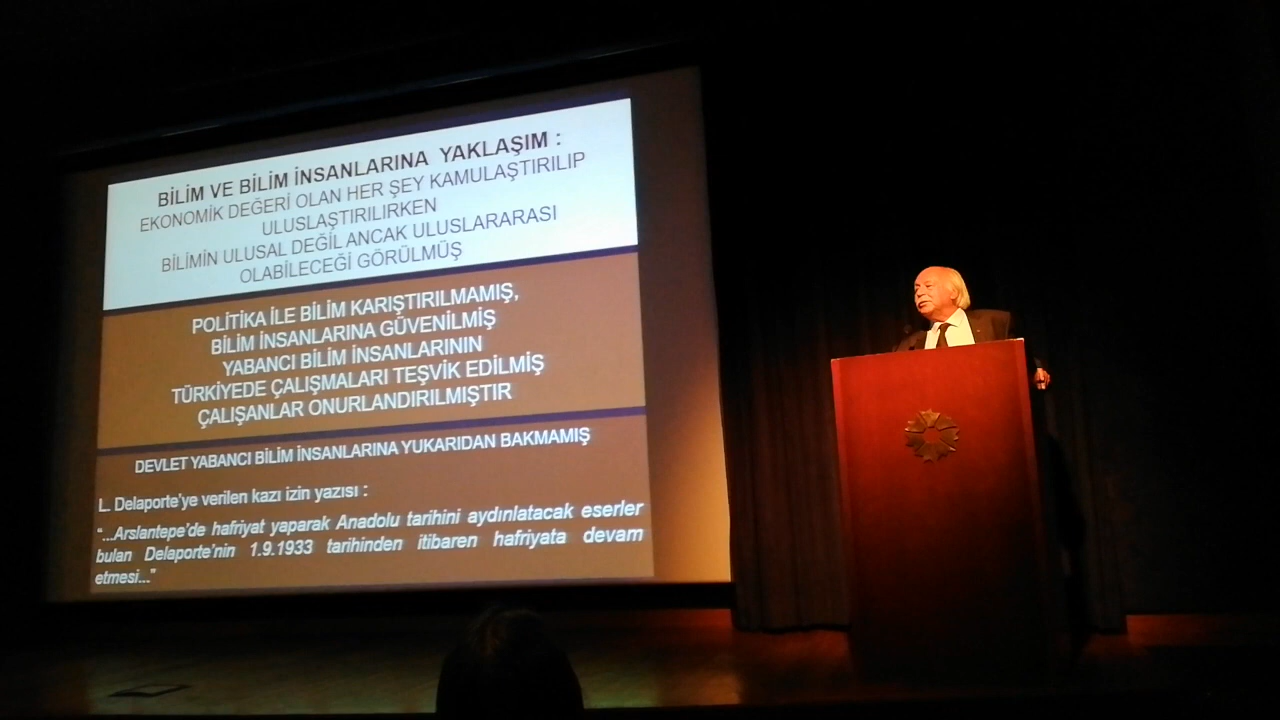 BİLİM VE BİLİM İNSANLARINA YAKLAŞIM :
EKONOMİK DEĞERİ OLAN HER ŞEY KAMULAŞTIRILIP
ULUSLAŞTIRILIRKEN
BİLİMİN ULUSAL DEĞİL ANCAK ULUSLARARASI
OLABİLECEĞİ GÖRÜLMÜŞ
POLİTİKA İLE BİLİM KARIŞTIRILMAMIŞ,
BİLİM İNSANLARINA GÜVENİLMİŞ
YABANCI BİLİM İNSANLARININ
TÜRKİYEDE ÇALIŞMALARI TEŞVİK EDİLMİŞ
ÇALIŞANLAR ONURLANDIRILMIŞTIR
DEVLET YABANCI BİLİM İNSANLARINA YUKARIDAN BAKMAMIŞ
L. Delaporte'ye verilen kazı izin yazısı :
"...Arslantepe'de hafriyat yaparak Anadolu tarihini aydınlatacak eserler
bulan Delaporte'nin 1.9.1933 tarihinden itibaren hafriyata devam
etmesi..."